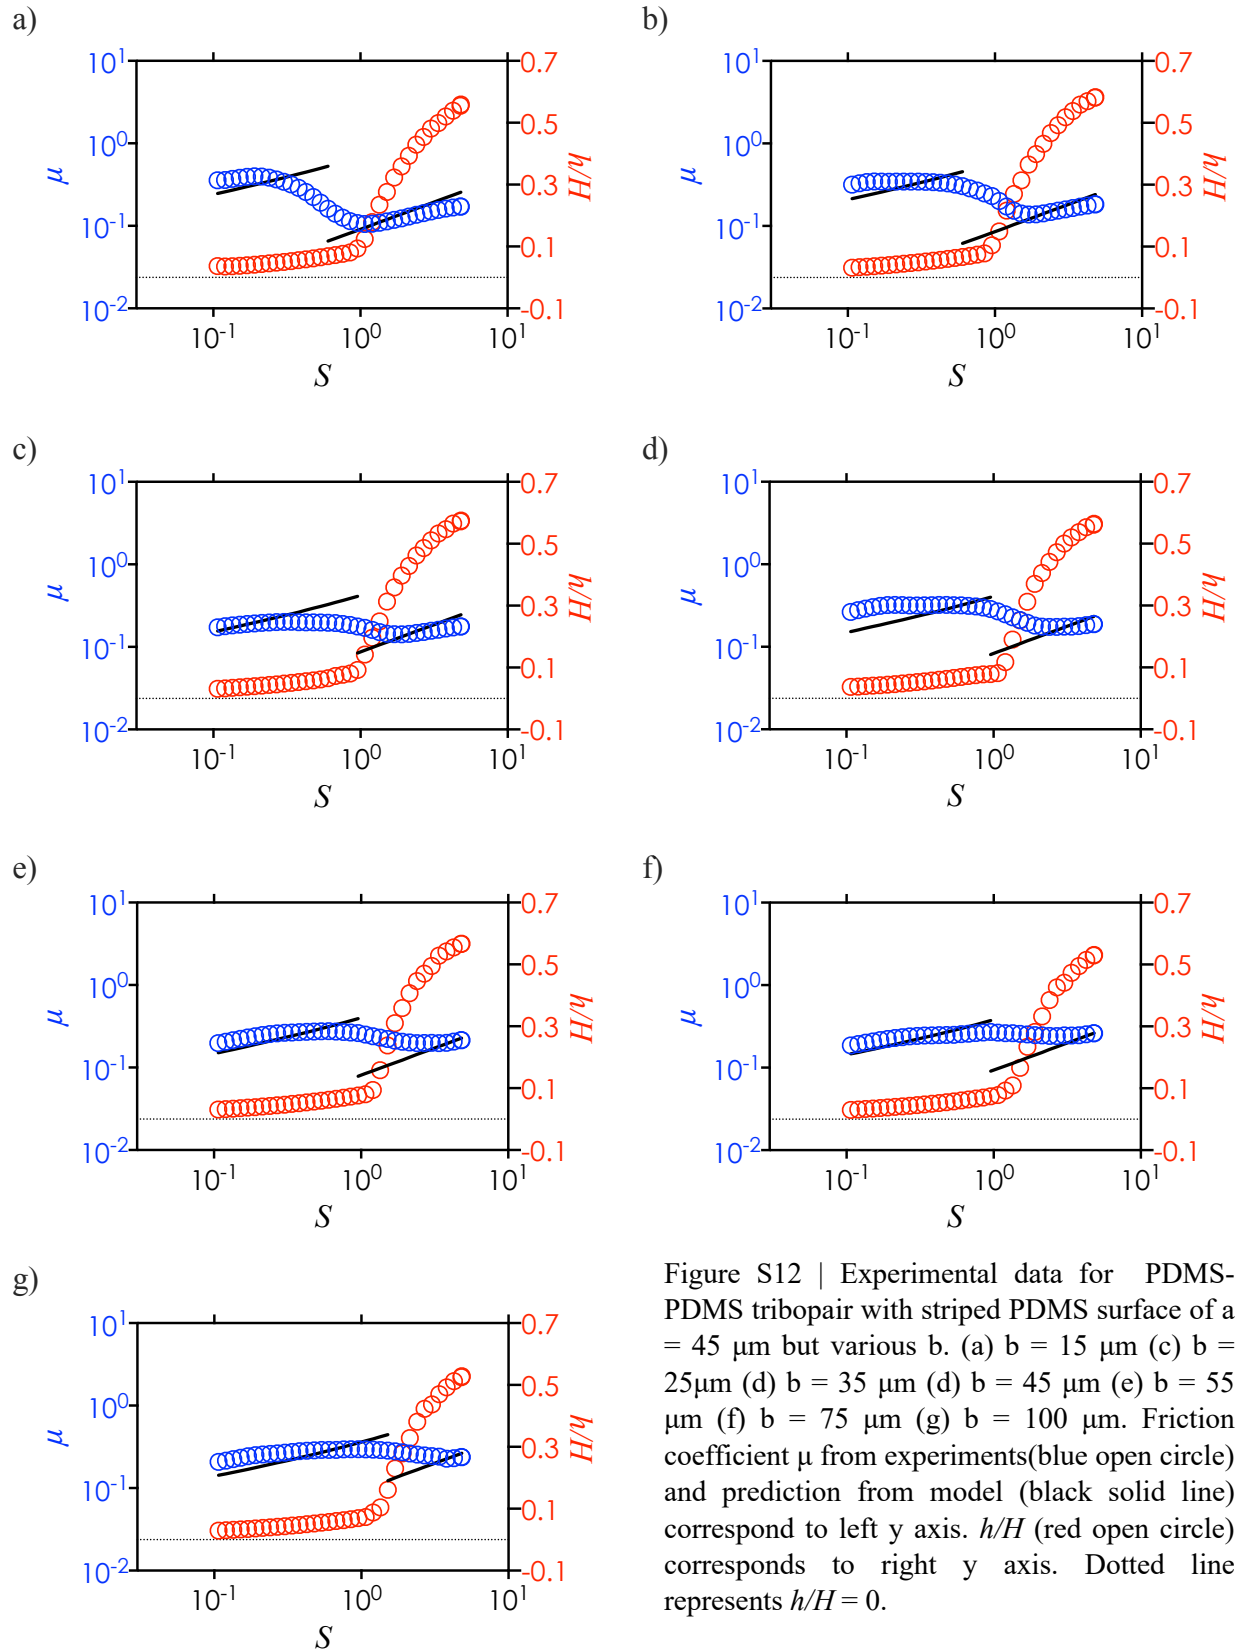 a)
10¹
10⁰
10⁻¹
10⁻²
μ
0.7
0.5
0.3
0.1
-0.1
h/H
10⁻¹ 10⁰ 10¹
S
b)
10¹
10⁰
10⁻¹
10⁻²
μ
0.7
0.5
0.3
0.1
-0.1
h/H
10⁻¹ 10⁰ 10¹
S
c)
10¹
10⁰
10⁻¹
10⁻²
μ
0.7
0.5
0.3
0.1
-0.1
h/H
10⁻¹ 10⁰ 10¹
S
d)
10¹
10⁰
10⁻¹
10⁻²
μ
0.7
0.5
0.3
0.1
-0.1
h/H
10⁻¹ 10⁰ 10¹
S
e)
10¹
10⁰
10⁻¹
10⁻²
μ
0.7
0.5
0.3
0.1
-0.1
h/H
10⁻¹ 10⁰ 10¹
S
f)
10¹
10⁰
10⁻¹
10⁻²
μ
0.7
0.5
0.3
0.1
-0.1
h/H
10⁻¹ 10⁰ 10¹
S
g)
10¹
10⁰
10⁻¹
10⁻²
μ
0.7
0.5
0.3
0.1
-0.1
h/H
10⁻¹ 10⁰ 10¹
S
Figure S12 | Experimental data for PDMS-
PDMS tribopair with striped PDMS surface of a
= 45 μm but various b. (a) b = 15 μm (c) b =
25μm (d) b = 35 μm (d) b = 45 μm (e) b = 55
μm (f) b = 75 μm (g) b = 100 μm. Friction
coefficient μ from experiments(blue open circle)
and prediction from model (black solid line)
correspond to left y axis. h/H (red open circle)
corresponds to right y axis. Dotted line
represents h/H = 0.